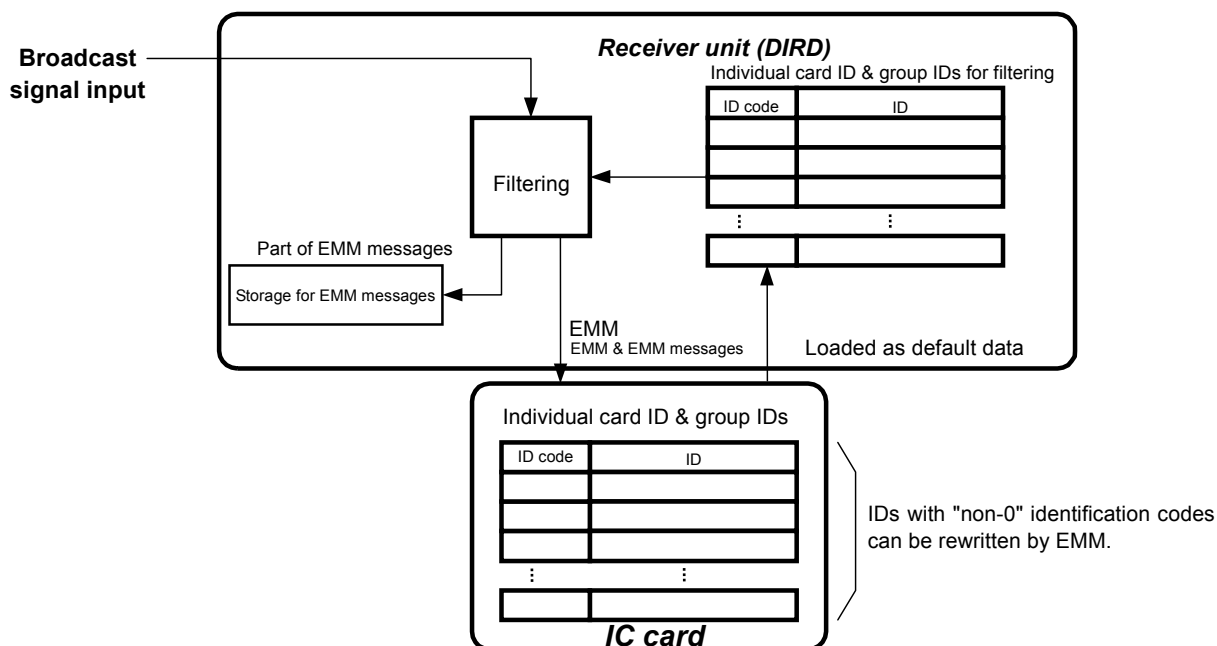 Receiver unit (DIRD)
Broadcast
signal input
Individual card ID & group IDs for filtering
ID code
ID
Filtering
⋮
⋮
Part of EMM messages
Storage for EMM messages
EMM
EMM & EMM messages
Loaded as default data
Individual card ID & group IDs
ID code
ID
IDs with "non-0" identification codes
can be rewritten by EMM.
⋮
⋮
IC card